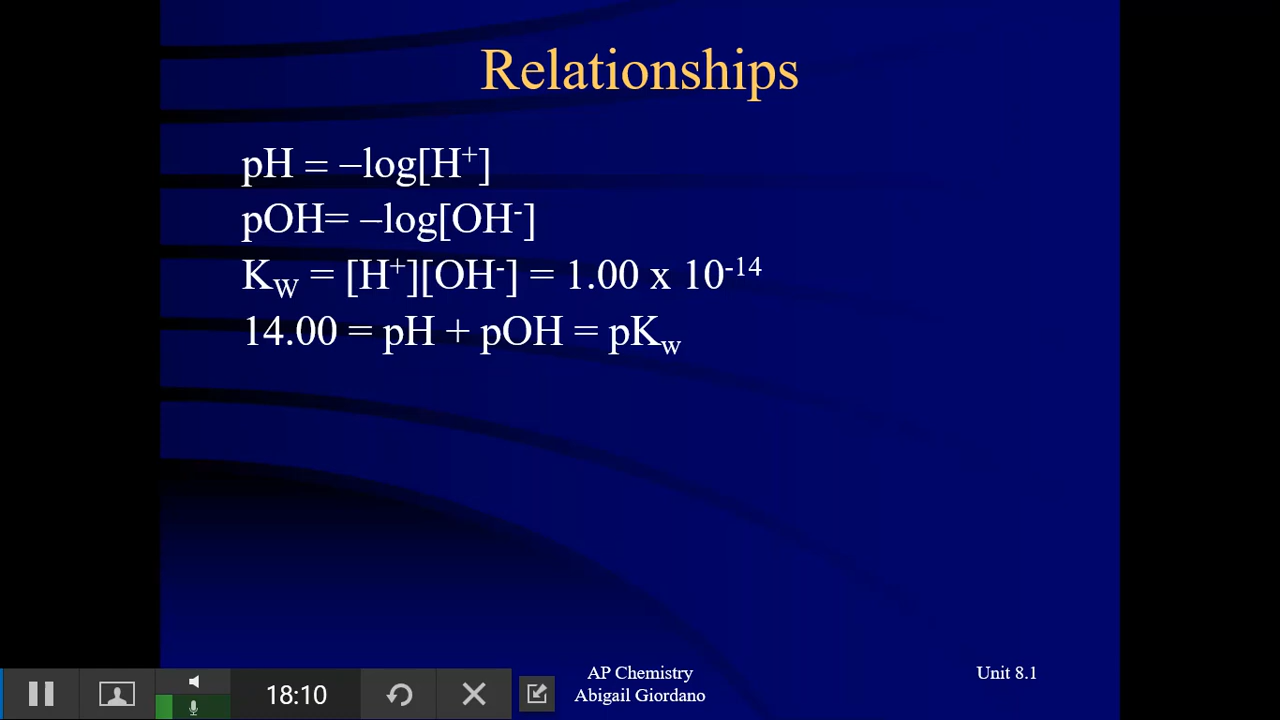 Relationships
pH = –log[H⁺]
pOH= –log[OH⁻]
K_W = [H⁺][OH⁻] = 1.00 x 10⁻¹⁴
14.00 = pH + pOH = pK_w
AP Chemistry
Abigail Giordano
Unit 8.1
18:10